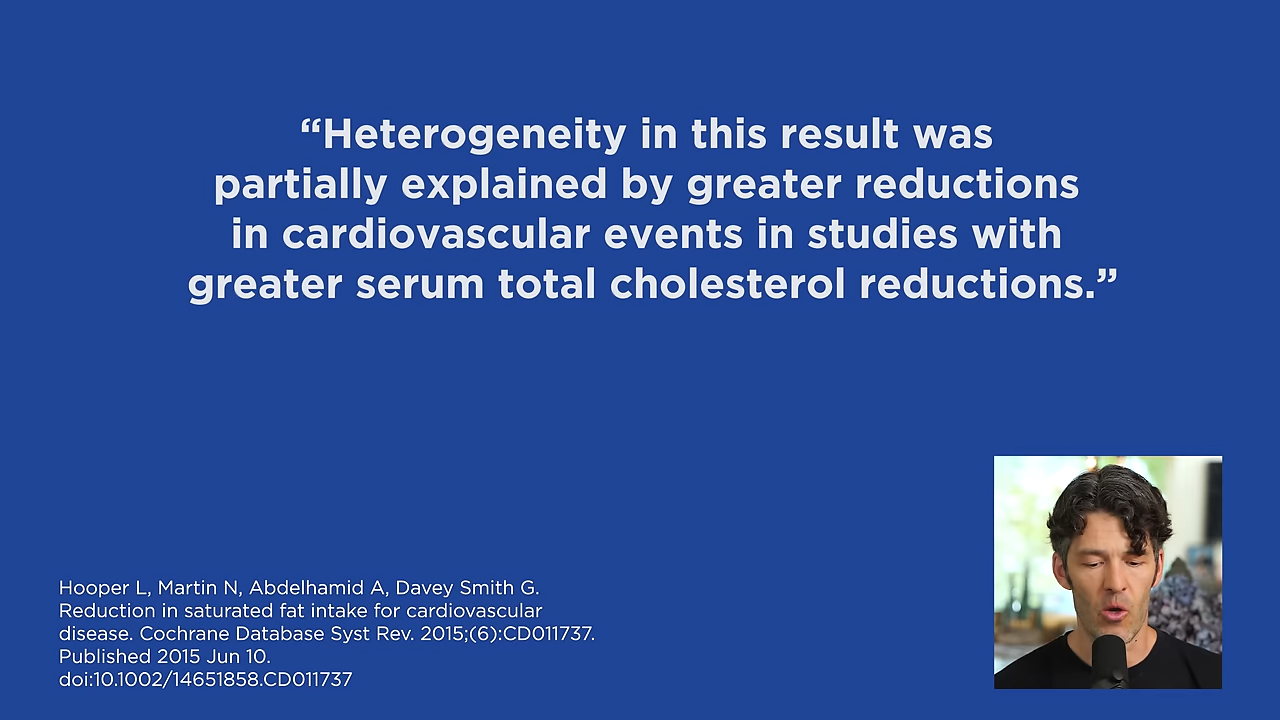 “Heterogeneity in this result was
partially explained by greater reductions
in cardiovascular events in studies with
greater serum total cholesterol reductions.”
Hooper L, Martin N, Abdelhamid A, Davey Smith G.
Reduction in saturated fat intake for cardiovascular
disease. Cochrane Database Syst Rev. 2015;(6):CD011737.
Published 2015 Jun 10.
doi:10.1002/14651858.CD011737